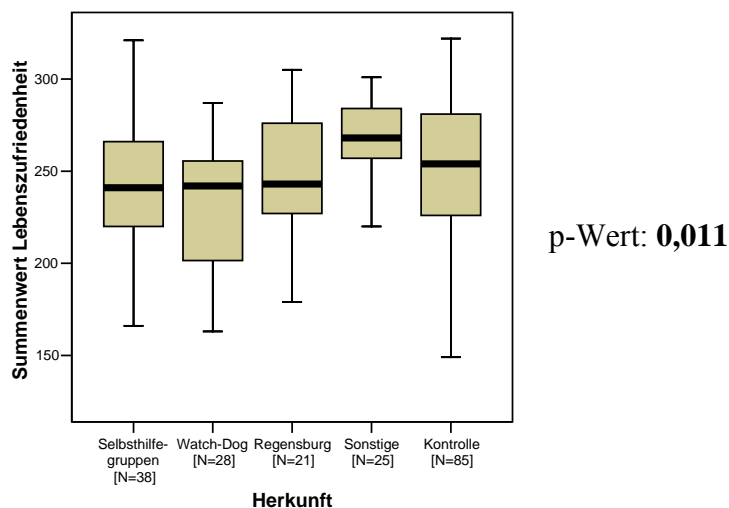 Summenwert Lebenszufriedenheit
300
250
200
150
Selbsthilfe-
gruppen
[N=38]
Watch-Dog
[N=28]
Regensburg
[N=21]
Sonstige
[N=25]
Kontrolle
[N=85]
Herkunft
p-Wert: 0,011